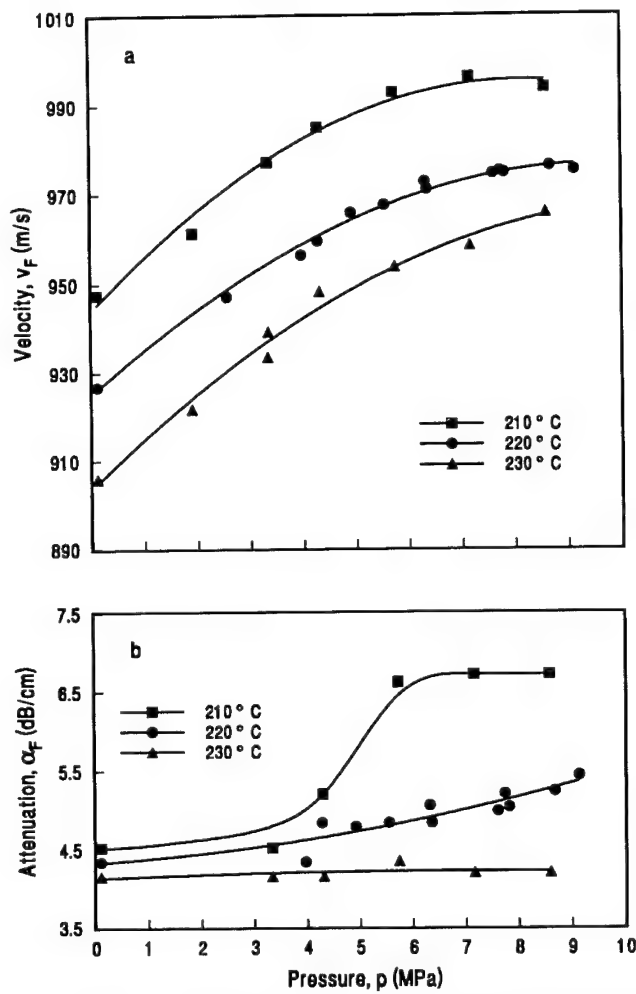 1010
a
990
970
950
930
910
890
Velocity, v_F (m/s)
210° C
220° C
230° C
7.5
b
6.5
5.5
4.5
3.5
Attenuation, α_F (dB/cm)
210° C
220° C
230° C
0 1 2 3 4 5 6 7 8 9 10
Pressure, p (MPa)